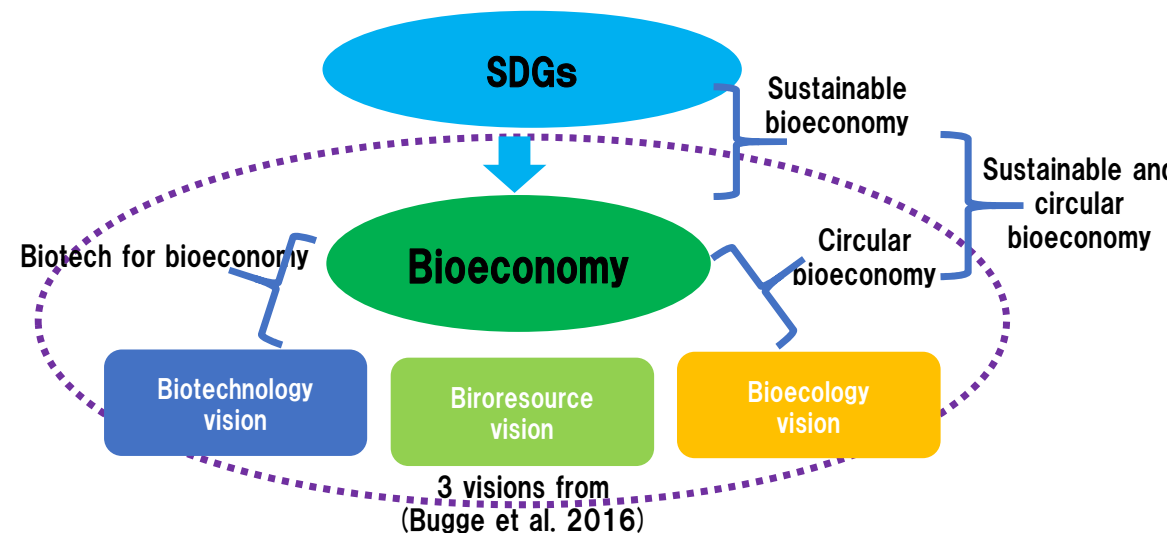 SDGs
Sustainable
bioeconomy
Sustainable and
circular
bioeconomy
Biotech for bioeconomy
Bioeconomy
Circular
bioeconomy
Biotechnology
vision
Biroresource
vision
Bioecology
vision
3 visions from
(Bugge et al. 2016)